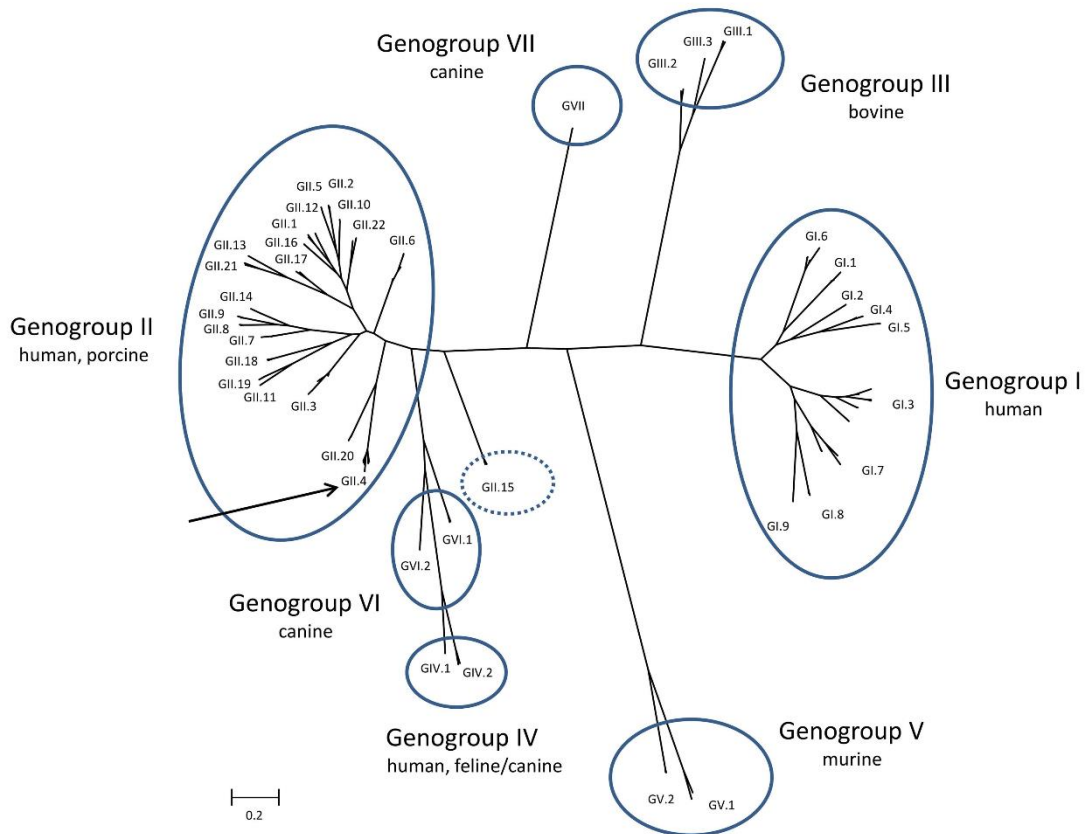 Genogroup VII
canine
GVII
GIII.1
GIII.3
GIII.2
Genogroup III
bovine
GII.5
GII.2
GII.12
GII.10
GII.1
GII.22
GII.16
GII.6
GII.13
GII.17
GII.21
GII.14
GII.9
GII.8
GII.7
GII.18
GII.19
GII.11
GII.3
GII.20
GII.4
Genogroup II
human, porcine
GI.6
GI.1
GI.2
GI.4
GI.5
GI.3
GI.7
GI.8
GI.9
Genogroup I
human
GII.15
GVI.1
GVI.2
Genogroup VI
canine
GIV.1
GIV.2
Genogroup IV
human, feline/canine
Genogroup V
murine
GV.2
GV.1
0.2